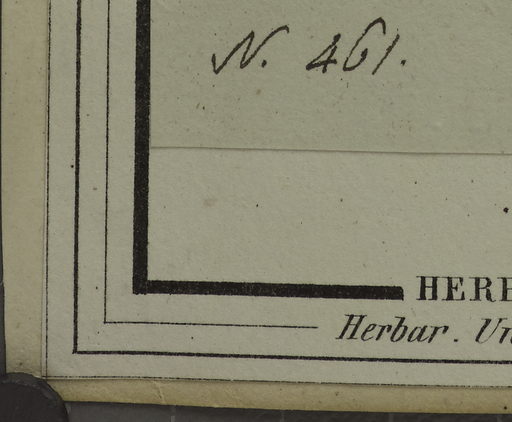 N. 461.
HERB
Herbar. Un